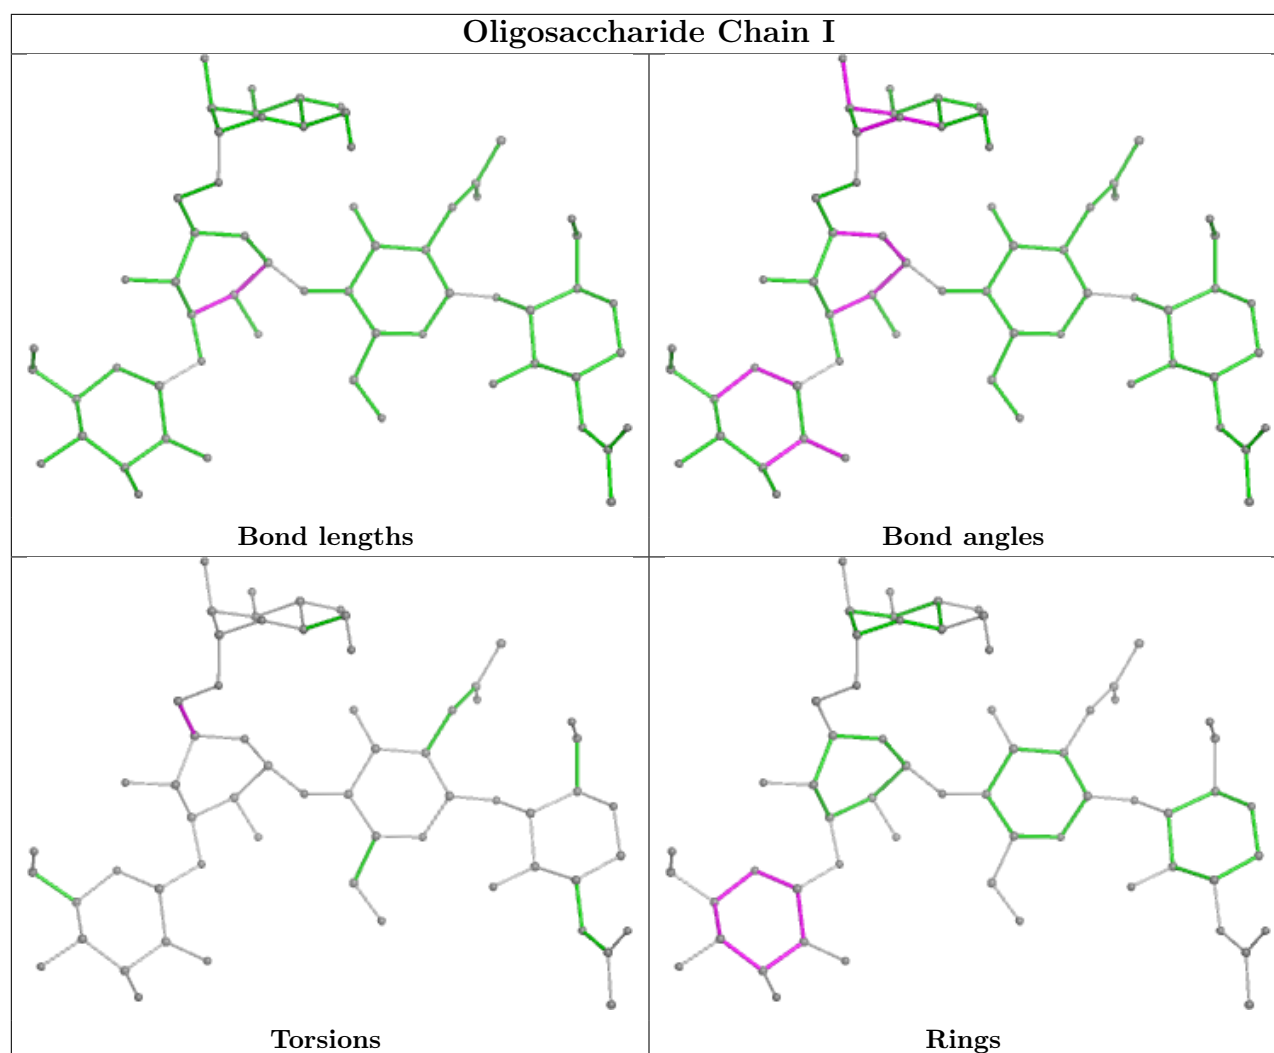 Oligosaccharide Chain I
Bond lengths
Bond angles
Torsions
Rings